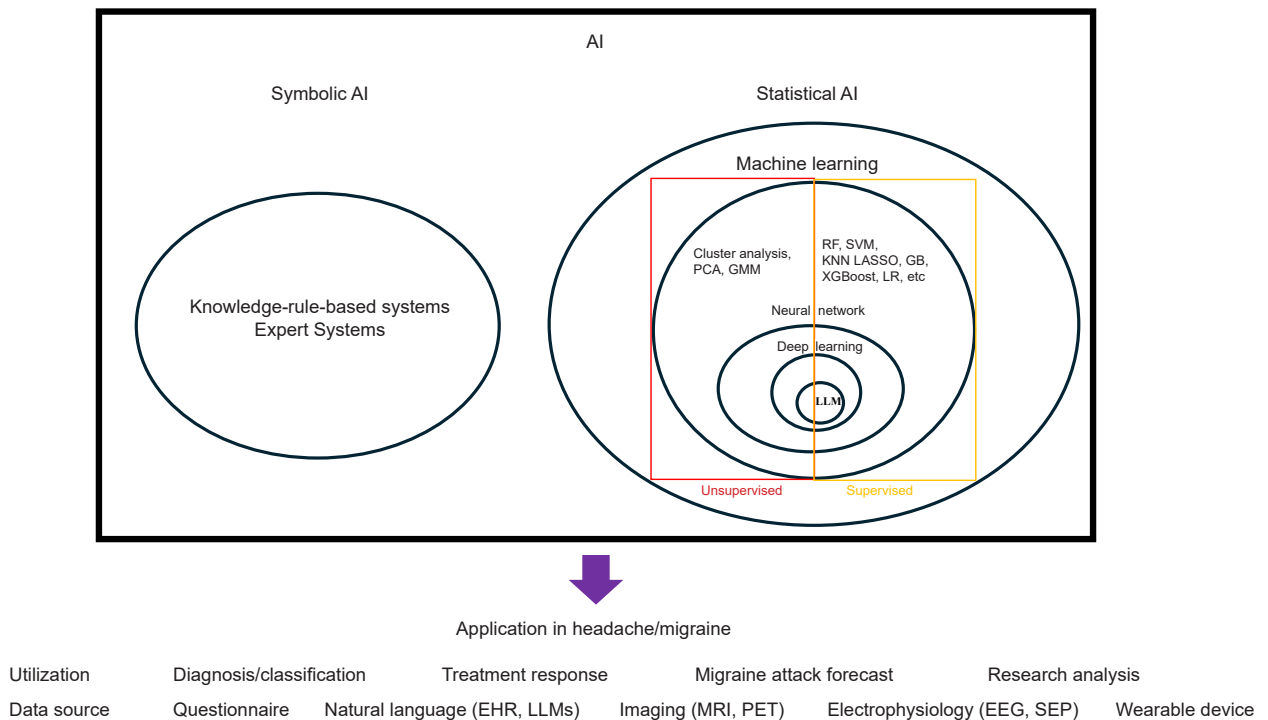 AI
Symbolic AI
Statistical AI
Machine learning
Cluster analysis,
PCA, GMM
RF, SVM,
KNN LASSO, GB,
XGBoost, LR, etc
Knowledge-rule-based systems
Expert Systems
Neural network
Deep learning
LLM
Unsupervised
Supervised
Application in headache/migraine
Utilization Diagnosis/classification Treatment response Migraine attack forecast Research analysis
Data source Questionnaire Natural language (EHR, LLMs) Imaging (MRI, PET) Electrophysiology (EEG, SEP) Wearable device